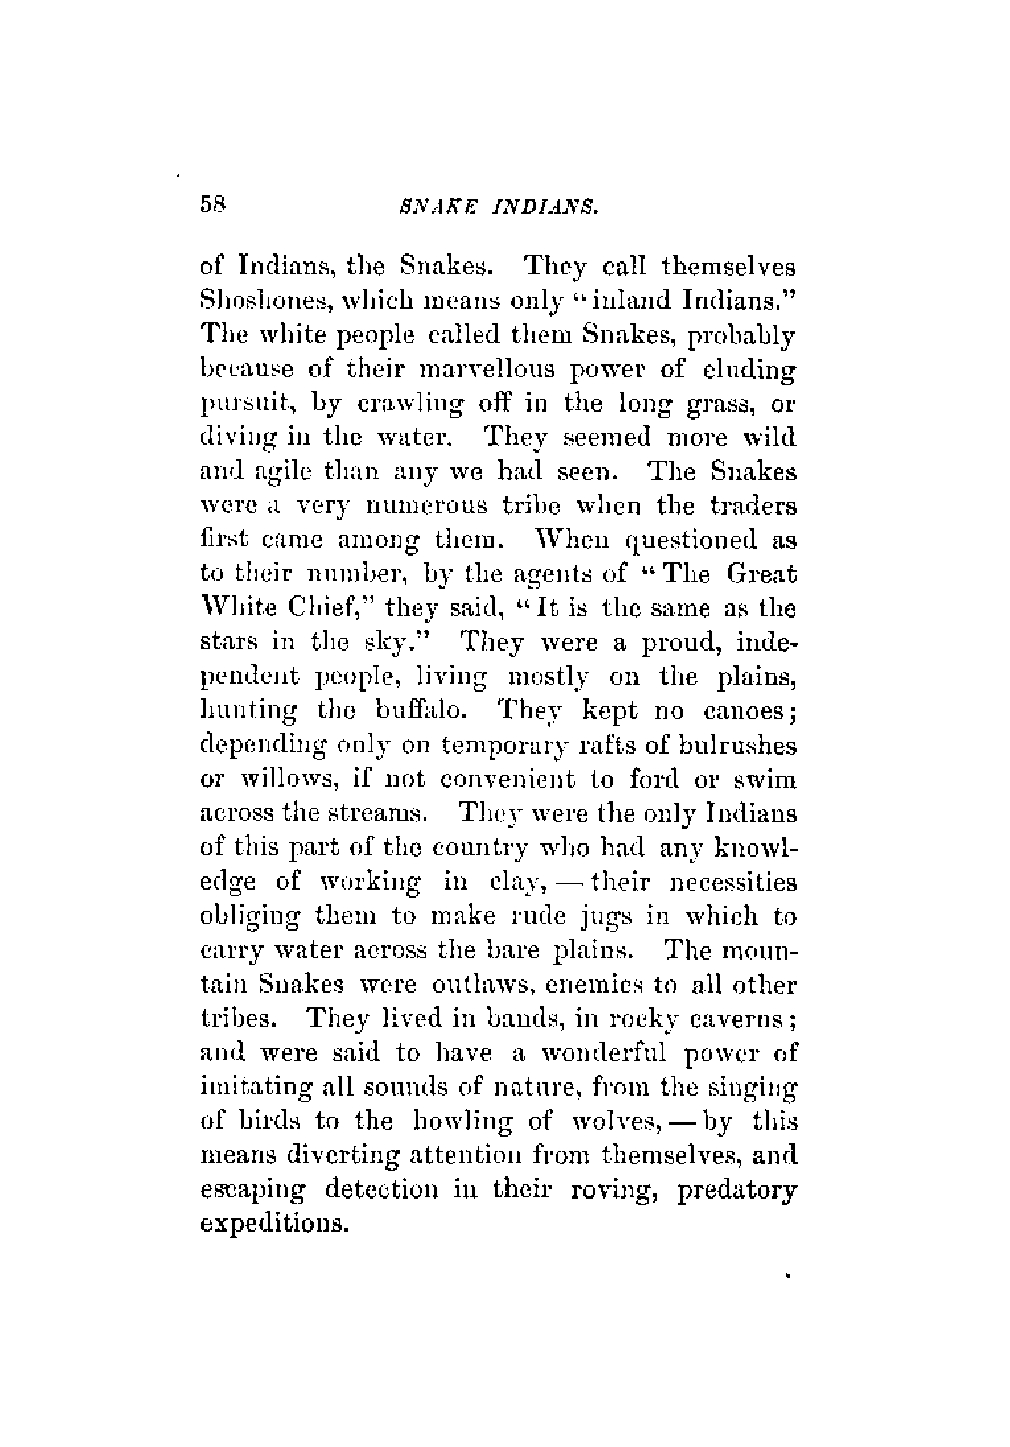 58 SNAKE INDIANS.
of Indians, the Snakes. They call themselves
Shoshones, which means only “inland Indians.”
The white people called them Snakes, probably
because of their marvellous power of eluding
pursuit, by crawling off in the long grass, or
diving in the water. They seemed more wild
and agile than any we had seen. The Snakes
were a very numerous tribe when the traders
first came among them. When questioned as
to their number, by the agents of “The Great
White Chief,” they said, “It is the same as the
stars in the sky.” They were a proud, inde-
pendent people, living mostly on the plains,
hunting the buffalo. They kept no canoes;
depending only on temporary rafts of bulrushes
or willows, if not convenient to ford or swim
across the streams. They were the only Indians
of this part of the country who had any knowl-
edge of working in clay, — their necessities
obliging them to make rude jugs in which to
carry water across the bare plains. The moun-
tain Snakes were outlaws, enemies to all other
tribes. They lived in bands, in rocky caverns;
and were said to have a wonderful power of
imitating all sounds of nature, from the singing
of birds to the howling of wolves, — by this
means diverting attention from themselves, and
escaping detection in their roving, predatory
expeditions.